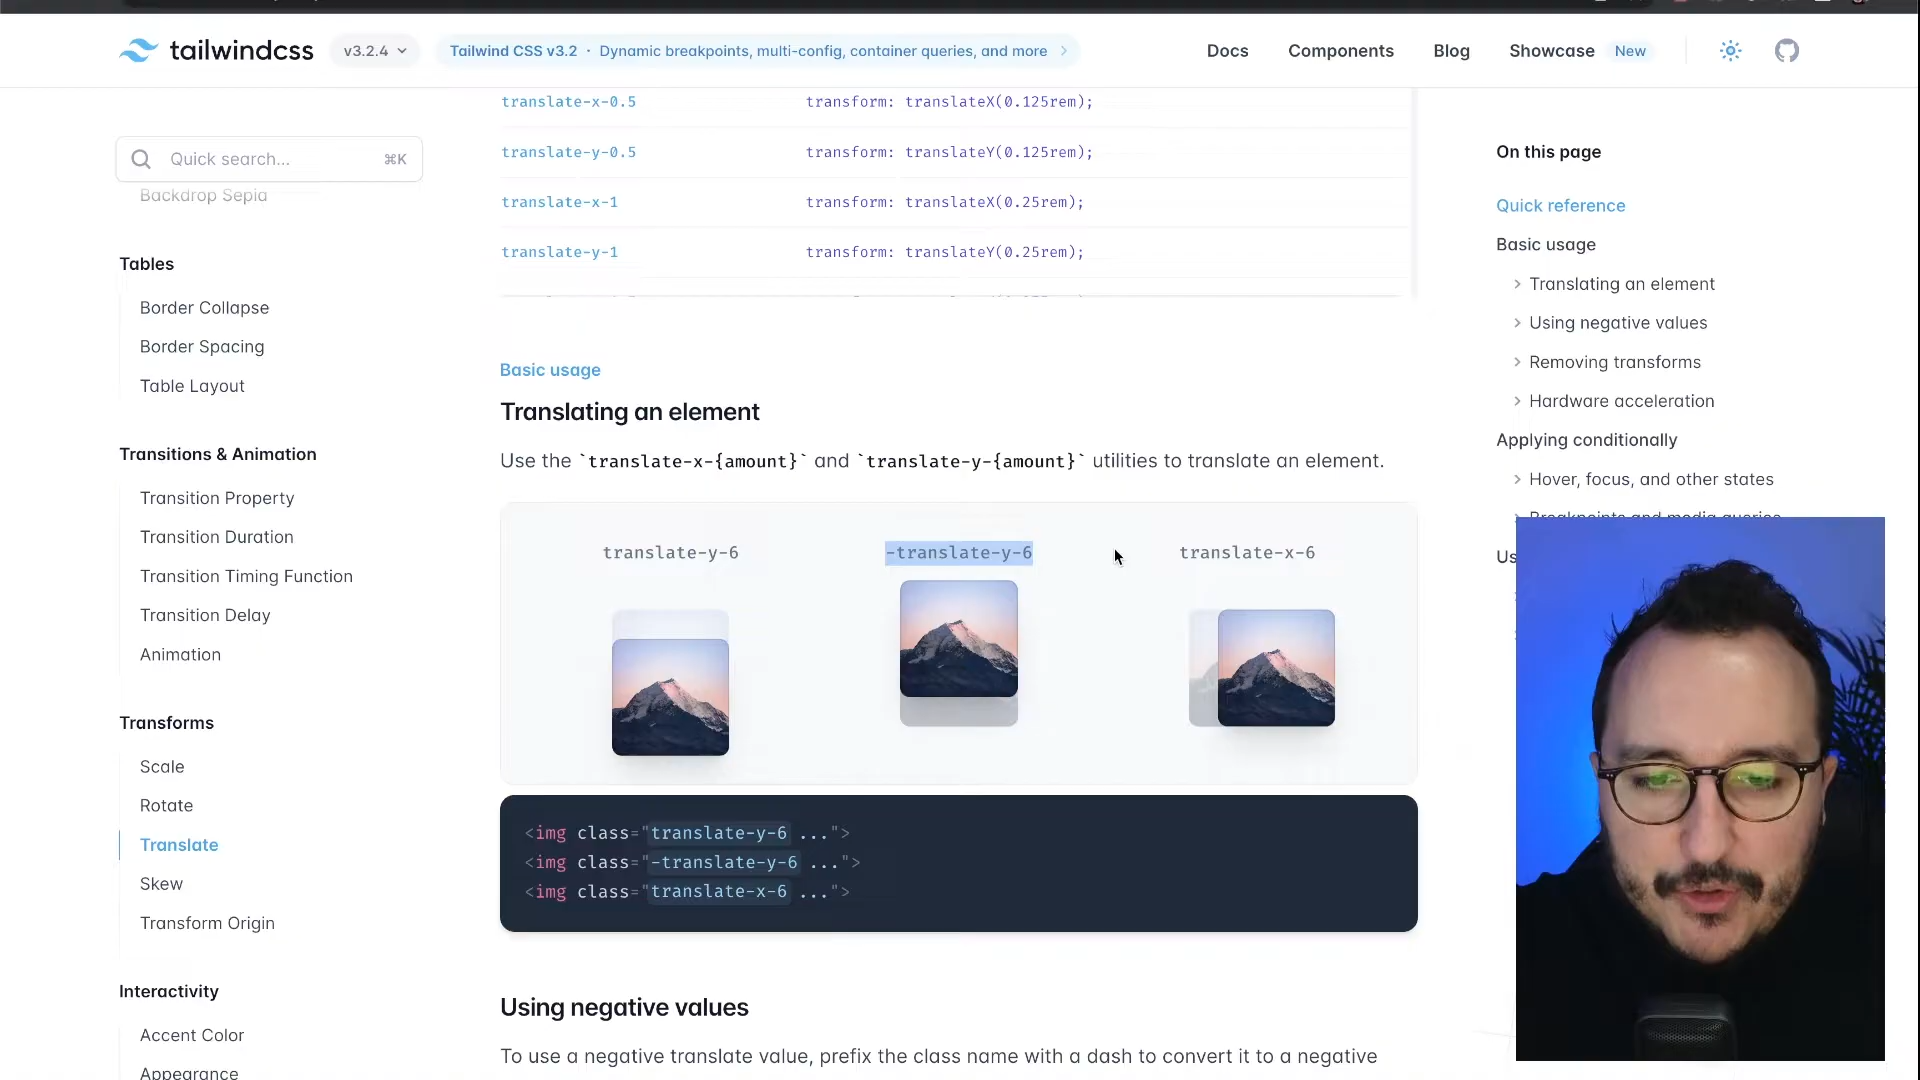 tailwindcss
v3.2.4
Tailwind CSS v3.2 · Dynamic breakpoints, multi-config, container queries, and more
Docs
Components
Blog
Showcase
New
Quick search...
⌘K
Backdrop Sepia
Tables
Border Collapse
Border Spacing
Table Layout
Transitions & Animation
Transition Property
Transition Duration
Transition Timing Function
Transition Delay
Animation
Transforms
Scale
Rotate
Translate
Skew
Transform Origin
Interactivity
Accent Color
Appearance
translate-x-0.5 transform: translateX(0.125rem);
translate-y-0.5 transform: translateY(0.125rem);
translate-x-1 transform: translateX(0.25rem);
translate-y-1 transform: translateY(0.25rem);
Basic usage
Translating an element
Use the `translate-x-{amount}` and `translate-y-{amount}` utilities to translate an element.
translate-y-6
-translate-y-6
translate-x-6
<img class="translate-y-6 ...">
<img class="-translate-y-6 ...">
<img class="translate-x-6 ...">
Using negative values
To use a negative translate value, prefix the class name with a dash to convert it to a negative
On this page
Quick reference
Basic usage
Translating an element
Using negative values
Removing transforms
Hardware acceleration
Applying conditionally
Hover, focus, and other states
Breakpoints and media queries
Us